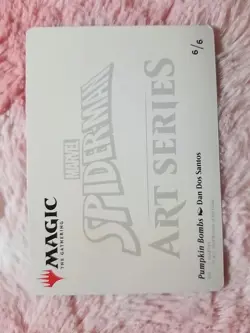 MARVEL
SPIDER-MAN
ART SERIES
MAGIC
THE GATHERING
Pumpkin Bombs Dan Dos Santos
6/6